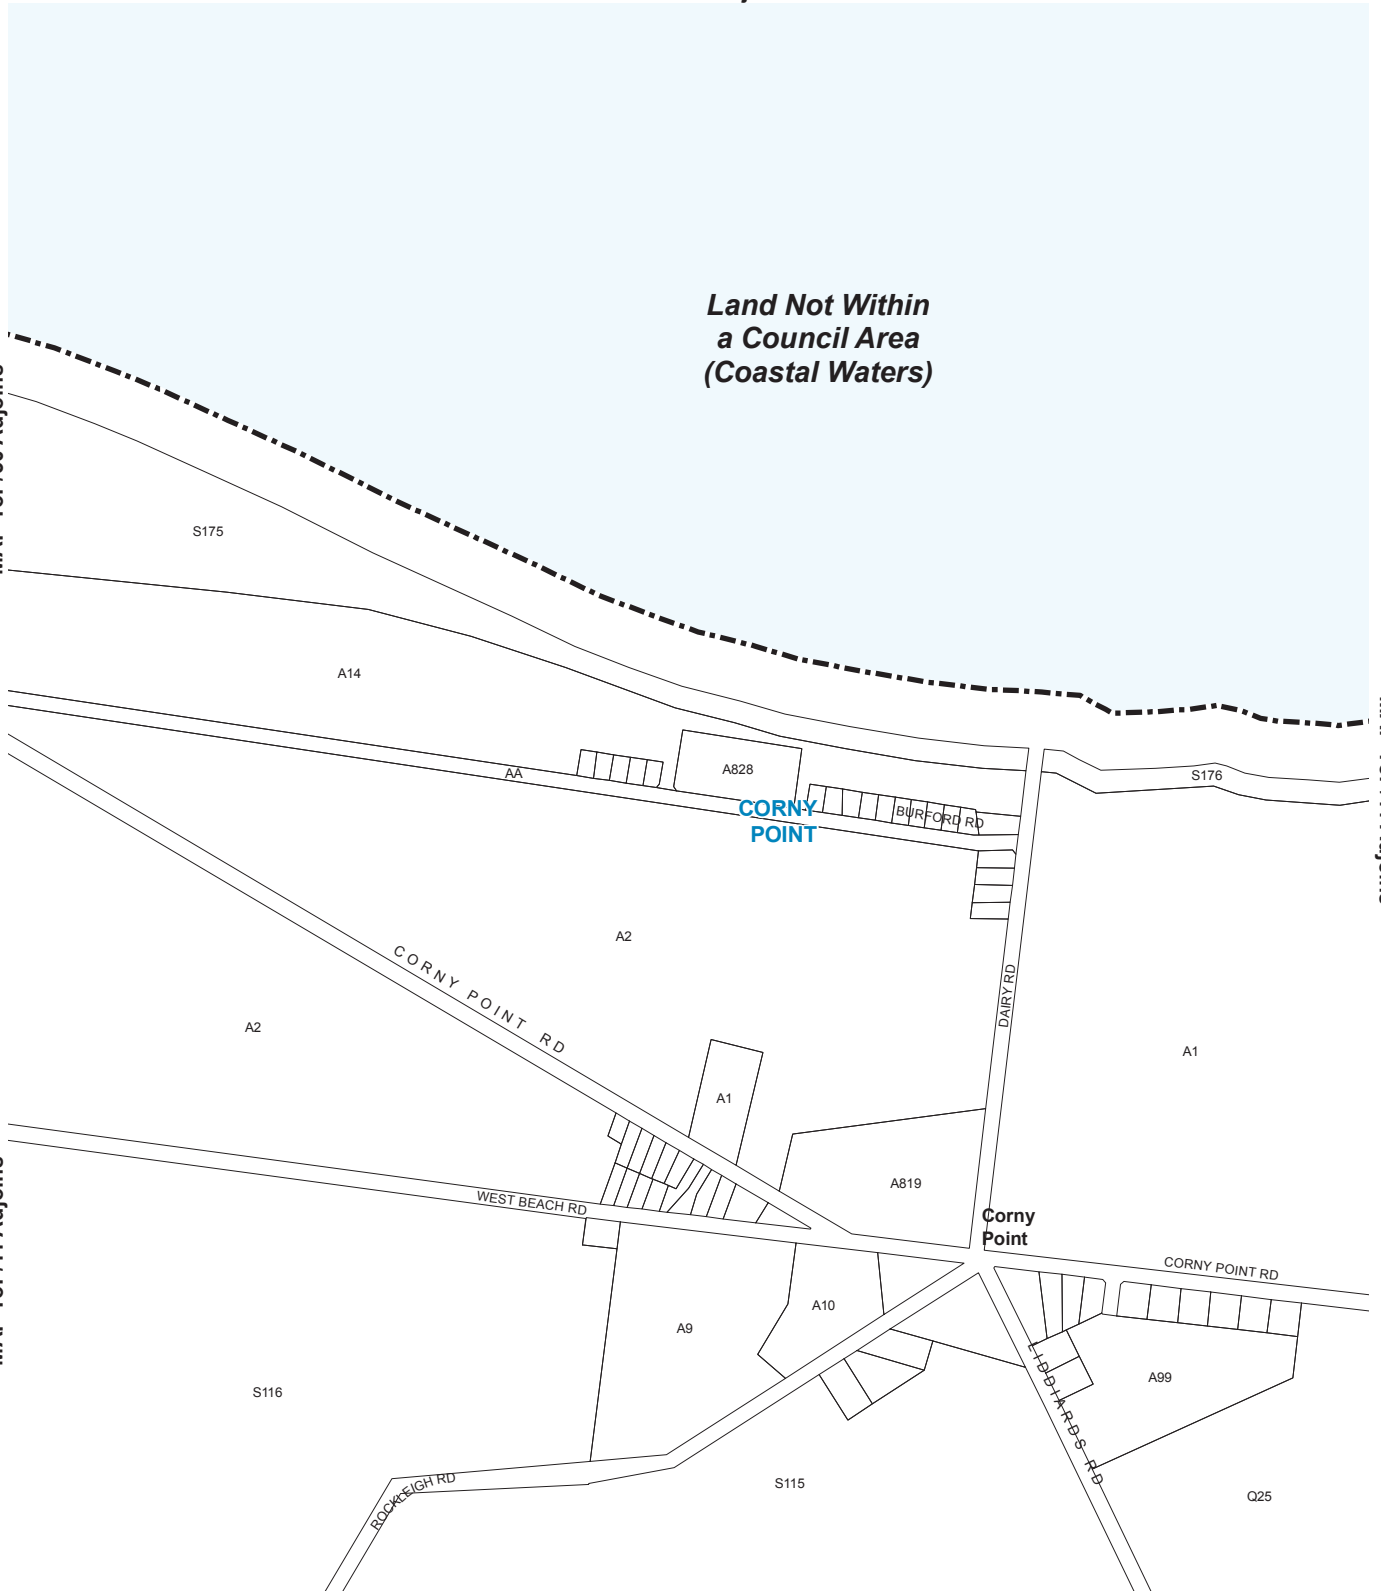 Land Not Within
a Council Area
(Coastal Waters)
S175
A14
AA
A828
S176
CORNY
POINT
BURFORD RD
A2
CORNY POINT RD
DAIRY RD
A2
A1
A1
A819
WEST BEACH RD
Corny
Point
CORNY POINT RD
A10
A9
A99
S116
LIDDIARDS RD
S115
ROCKLEIGH RD
Q25